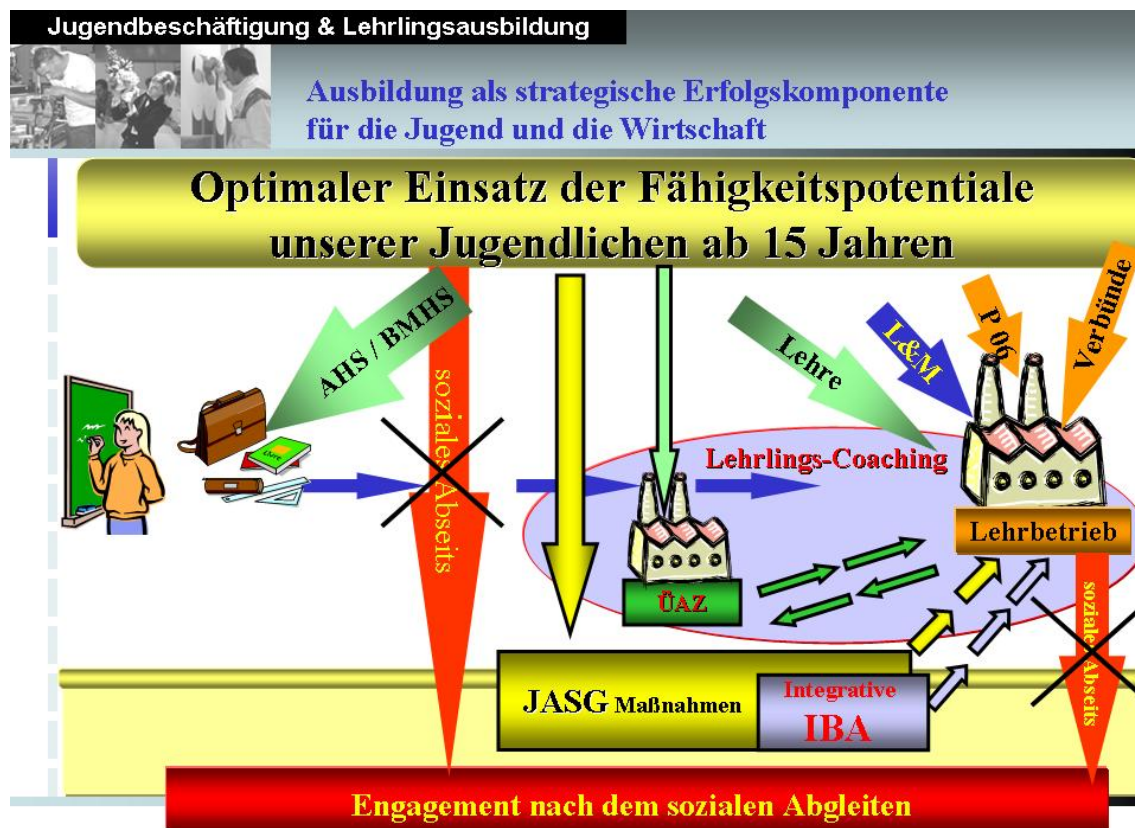 Jugendbeschäftigung & Lehrlingsausbildung
Ausbildung als strategische Erfolgskomponente
für die Jugend und die Wirtschaft
Optimaler Einsatz der Fähigkeitspotentiale
unserer Jugendlichen ab 15 Jahren
AHS / BMHS
soziales Abseits
Lehre
L&M
P 06
Verbünde
Lehrlings-Coaching
Lehrbetrieb
ÜAZ
soziales Abseits
JASG Maßnahmen
Integrative
IBA
Engagement nach dem sozialen Abgleiten